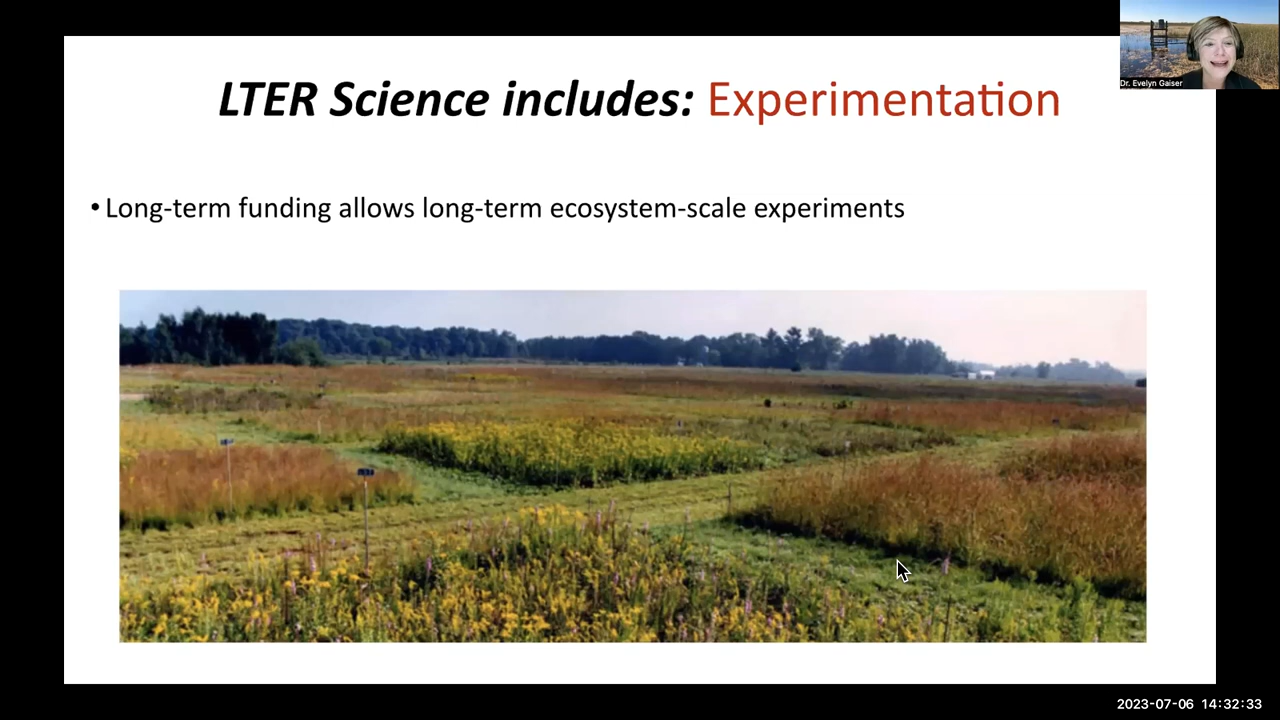 Dr. Evelyn Gaiser
LTER Science includes: Experimentation
• Long-term funding allows long-term ecosystem-scale experiments
2023-07-06 14:32:33